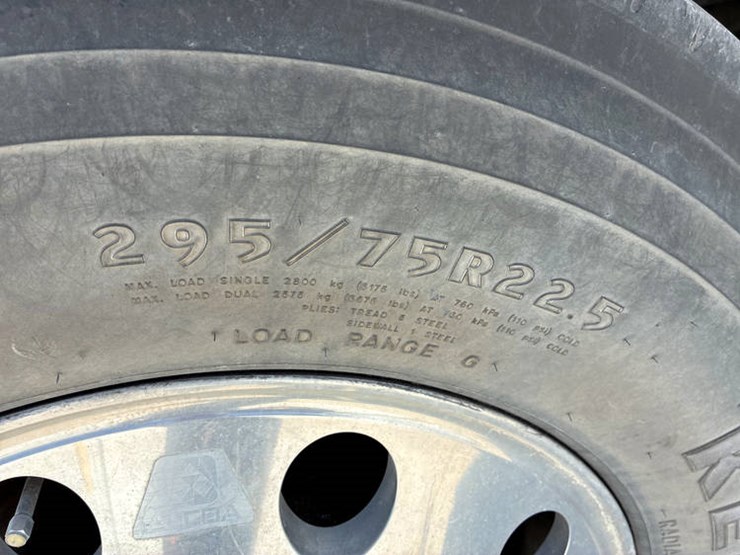 295/75R22.5
MAX. LOAD SINGLE 2800 kg (6175 lbs) AT 760 kPa (110 PSI) COLD
MAX. LOAD DUAL 2575 kg (5675 lbs) AT 760 kPa (110 PSI) COLD
PLIES: TREAD 5 STEEL
SIDEWALL 1 STEEL
LOAD RANGE G
ALCOA